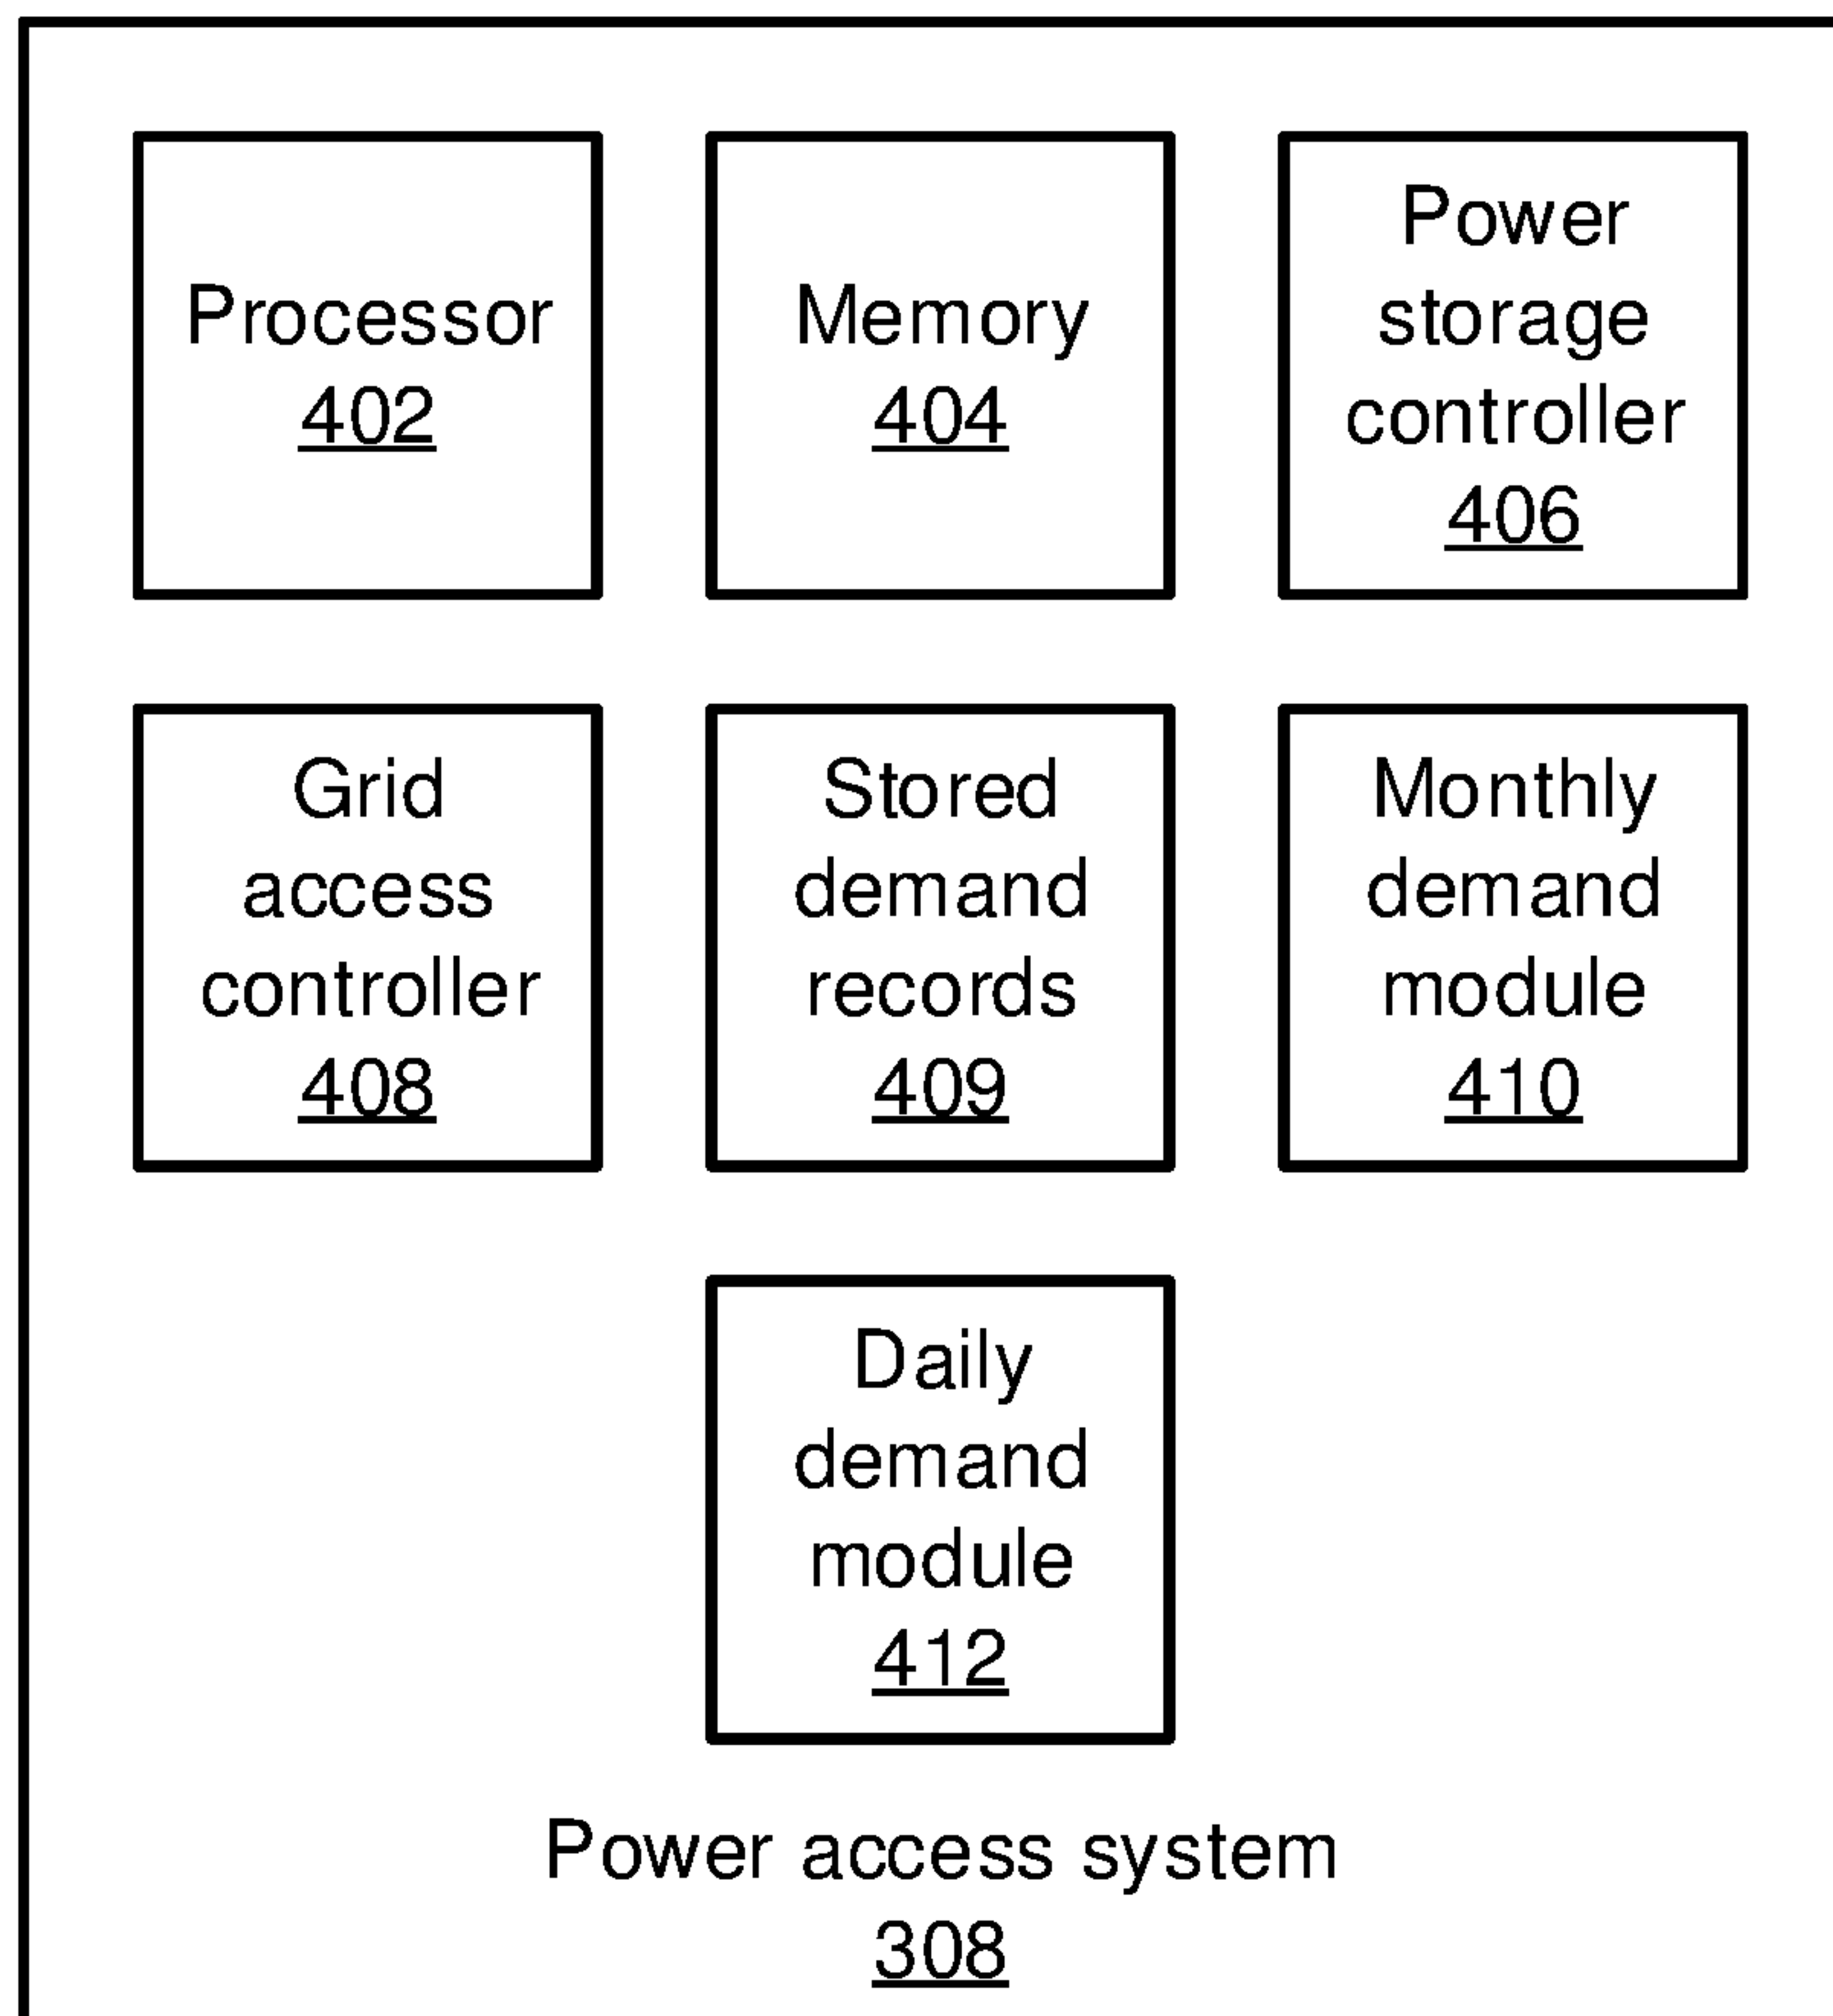 Processor
402
Memory
404
Power
storage
controller
406
Grid
access
controller
408
Stored
demand
records
409
Monthly
demand
module
410
Daily
demand
module
412
Power access system
308